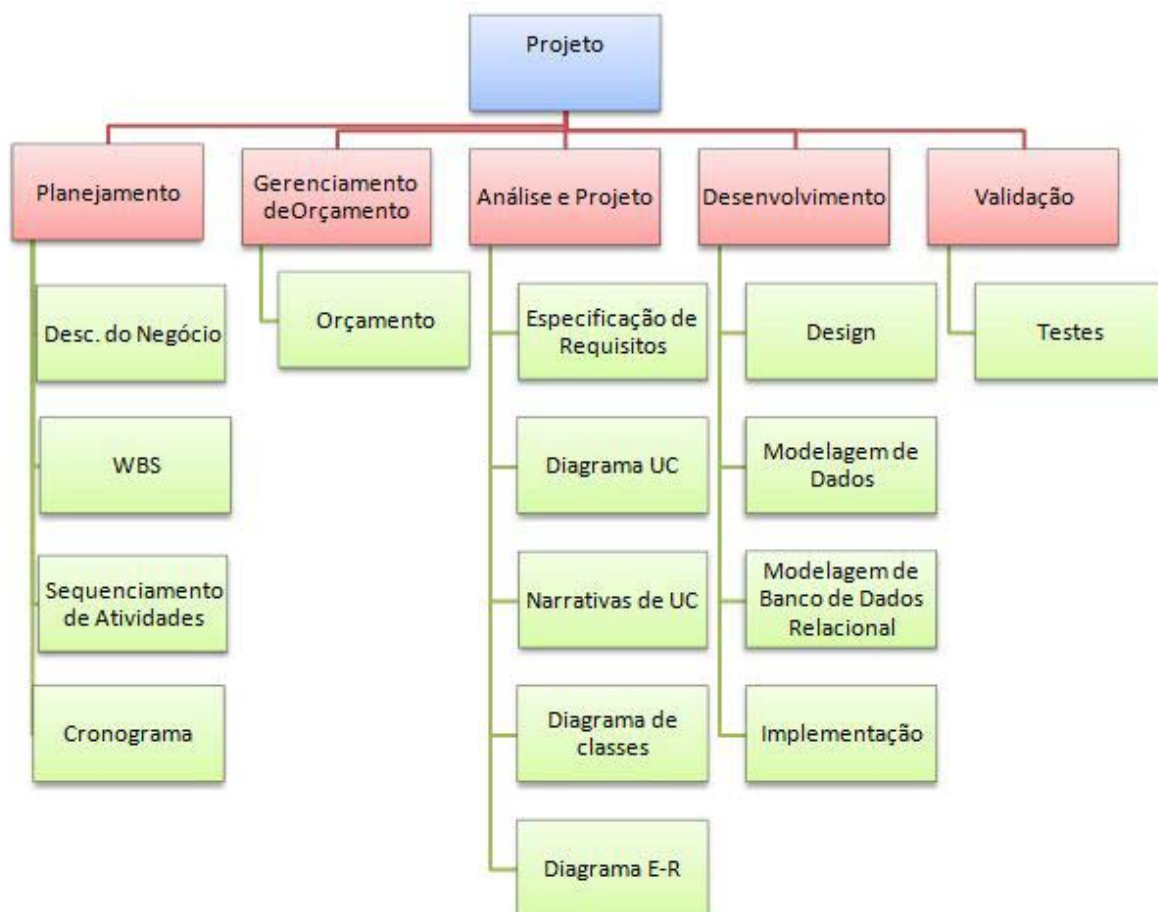 Projeto
Planejamento
Gerenciamento
deOrçamento
Análise e Projeto
Desenvolvimento
Validação
Desc. do Negócio
WBS
Sequenciamento
de Atividades
Cronograma
Orçamento
Especificação de
Requisitos
Diagrama UC
Narrativas de UC
Diagrama de
classes
Diagrama E-R
Design
Modelagem de
Dados
Modelagem de
Banco de Dados
Relacional
Implementação
Testes